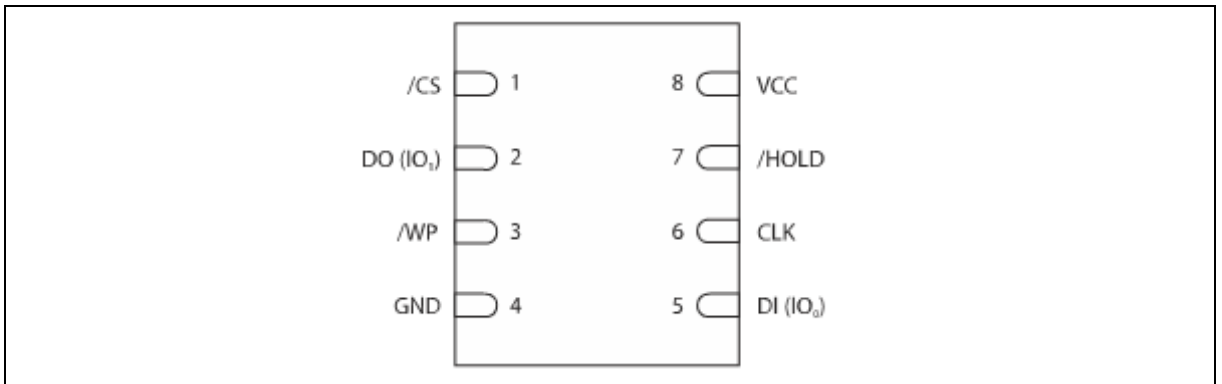 /CS 1 8 VCC
DO (IO₁) 2 7 /HOLD
/WP 3 6 CLK
GND 4 5 DI (IO₀)